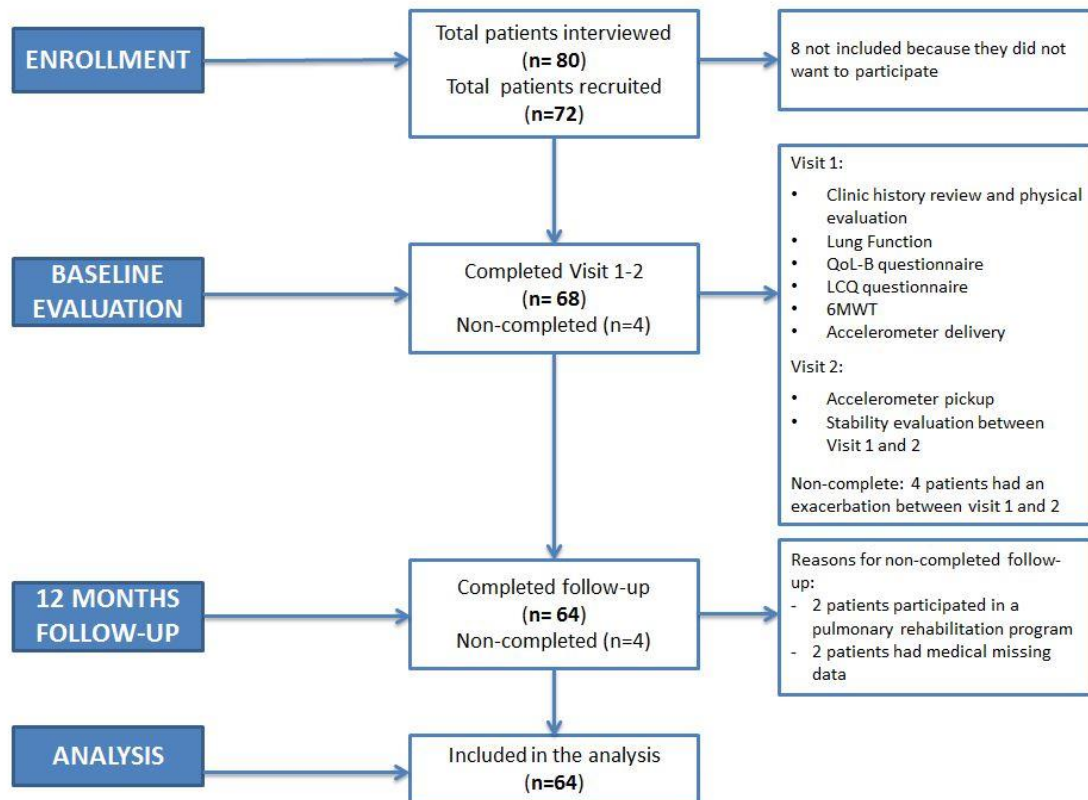 ENROLLMENT
Total patients interviewed
(n= 80)
Total patients recruited
(n=72)
8 not included because they did not
want to participate
BASELINE
EVALUATION
Completed Visit 1-2
(n= 68)
Non-completed (n=4)
Visit 1:
• Clinic history review and physical
evaluation
• Lung Function
• QoL-B questionnaire
• LCQ questionnaire
• 6MWT
• Accelerometer delivery
Visit 2:
• Accelerometer pickup
• Stability evaluation between
Visit 1 and 2
Non-complete: 4 patients had an
exacerbation between visit 1 and 2
12 MONTHS
FOLLOW-UP
Completed follow-up
(n= 64)
Non-completed (n=4)
Reasons for non-completed follow-
up:
- 2 patients participated in a
pulmonary rehabilitation program
- 2 patients had medical missing
data
ANALYSIS
Included in the analysis
(n=64)